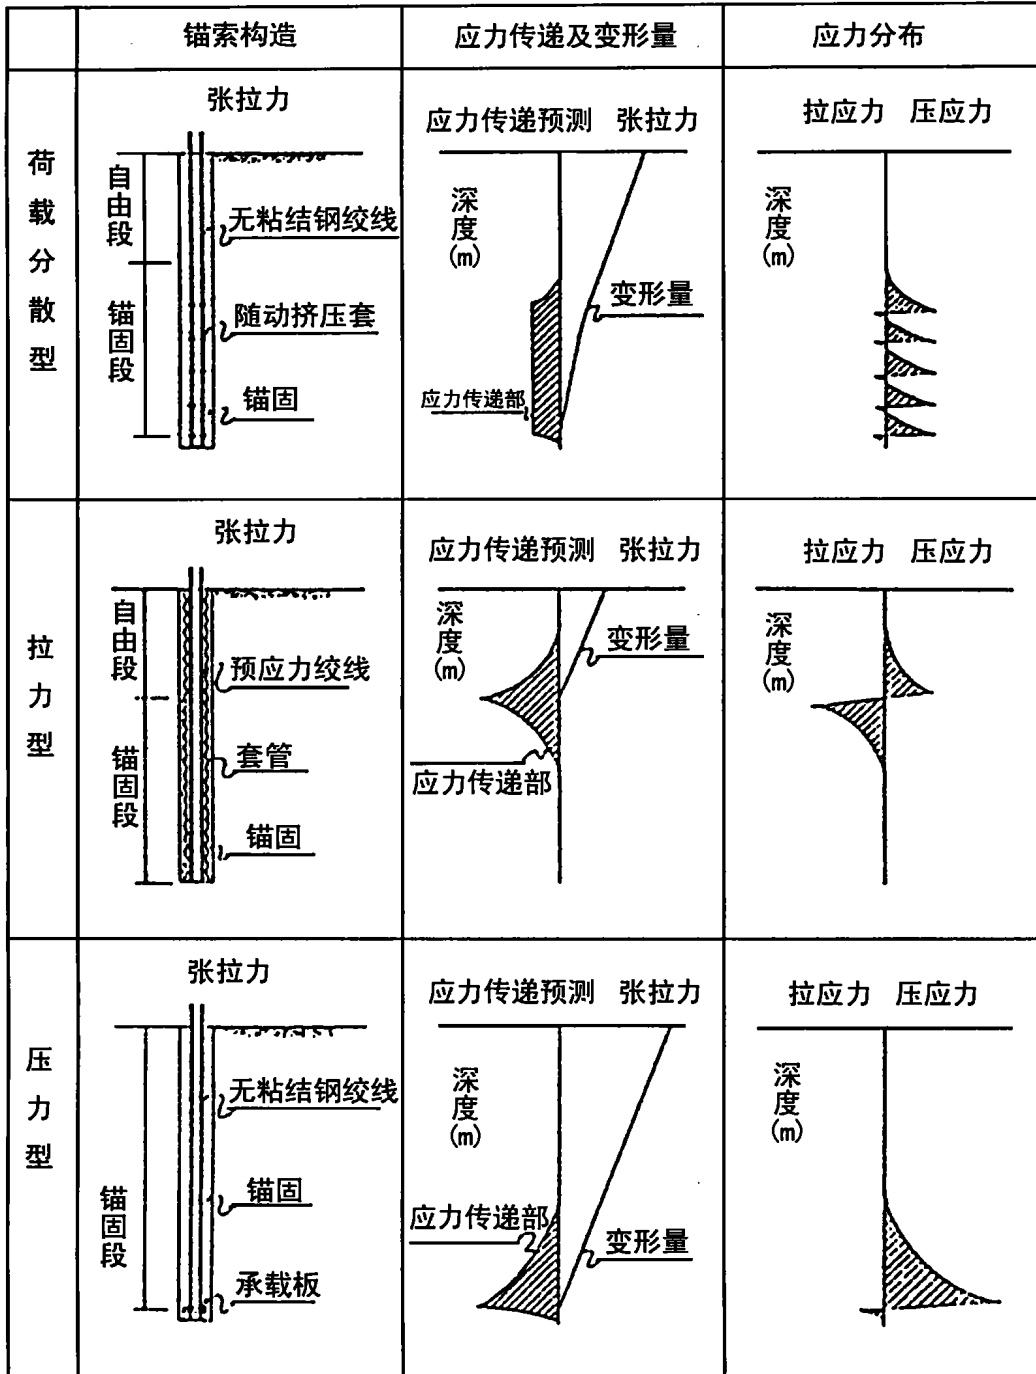 锚索构造
应力传递及变形量
应力分布
荷载分散型
张拉力
自由段
锚固段
无粘结钢绞线
随动挤压套
锚固
应力传递预测 张拉力
深度(m)
变形量
应力传递部
拉应力 压应力
深度(m)
拉力型
张拉力
自由段
锚固段
预应力绞线
套管
锚固
应力传递预测 张拉力
深度(m)
变形量
应力传递部
拉应力 压应力
深度(m)
压力型
张拉力
锚固段
无粘结钢绞线
锚固
承载板
应力传递预测 张拉力
深度(m)
应力传递部
变形量
拉应力 压应力
深度(m)